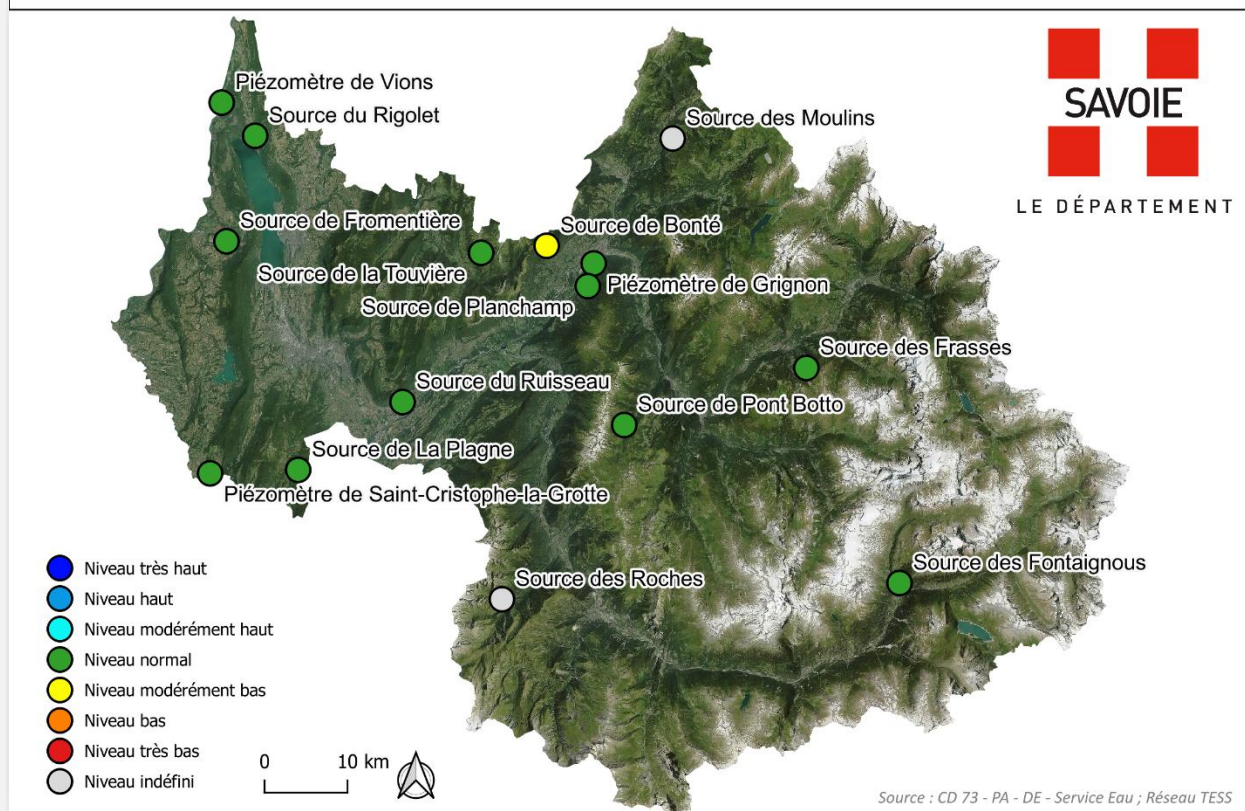 SAVOIE
LE DÉPARTEMENT
Piézomètre de Vions
Source du Rigolet
Source des Moulins
Source de Fromentière
Source de Bonté
Source de la Touvière
Piézomètre de Grignon
Source de Planchamp
Source des Frasses
Source du Ruisseau
Source de Pont Botto
Source de La Plagne
Piézomètre de Saint-Cristophe-la-Grotte
Source des Roches
Source des Fontaignous
Niveau très haut
Niveau haut
Niveau modérément haut
Niveau normal
Niveau modérément bas
Niveau bas
Niveau très bas
Niveau indéfini
0 10 km
Source : CD 73 - PA - DE - Service Eau ; Réseau TESS